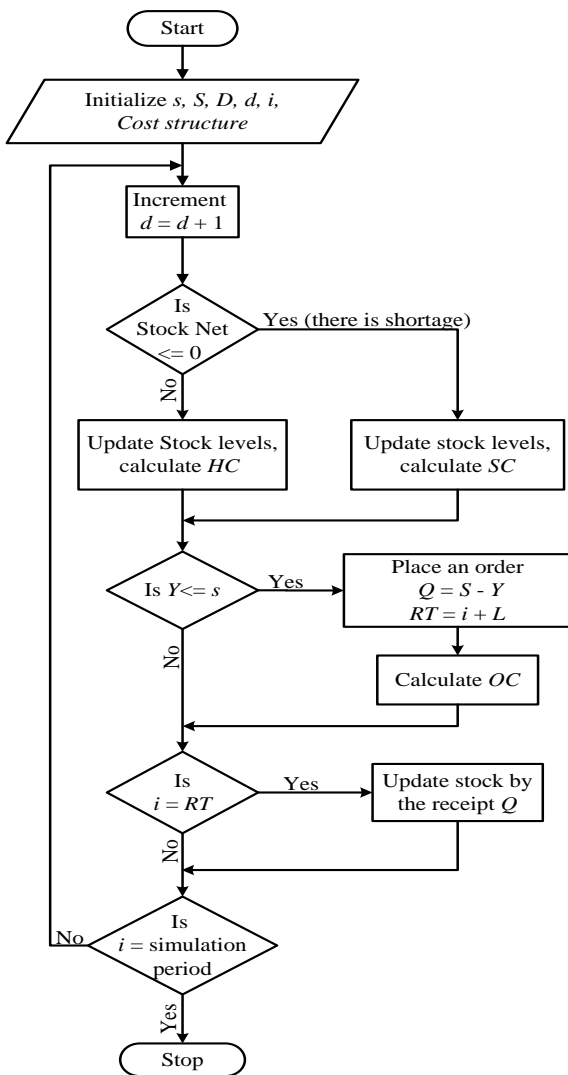 Start
Initialize s, S, D, d, i,
Cost structure
Increment
d = d + 1
Is
Stock Net
<= 0
Yes (there is shortage)
No
Update Stock levels,
calculate HC
Update stock levels,
calculate SC
Is Y<= s
Yes
Place an order
Q = S - Y
RT = i + L
No
Calculate OC
Is
i = RT
Yes
Update stock by
the receipt Q
No
Is
i = simulation
period
No
Yes
Stop